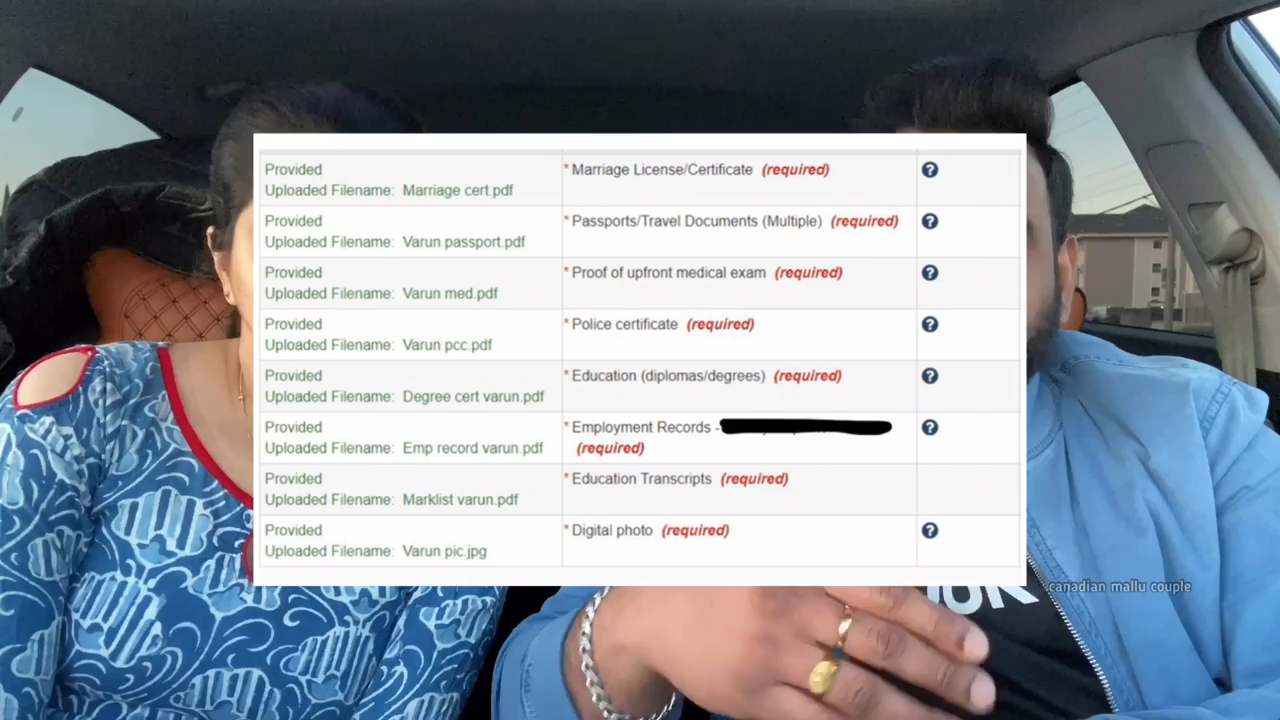 Provided
Uploaded Filename: Marriage cert.pdf
* Marriage License/Certificate (required)
Provided
Uploaded Filename: Varun passport.pdf
* Passports/Travel Documents (Multiple) (required)
Provided
Uploaded Filename: Varun med.pdf
* Proof of upfront medical exam (required)
Provided
Uploaded Filename: Varun pcc.pdf
* Police certificate (required)
Provided
Uploaded Filename: Degree cert varun.pdf
* Education (diplomas/degrees) (required)
Provided
Uploaded Filename: Emp record varun.pdf
* Employment Records -
(required)
Provided
Uploaded Filename: Marklist varun.pdf
* Education Transcripts (required)
Provided
Uploaded Filename: Varun pic.jpg
* Digital photo (required)
canadian mallu couple